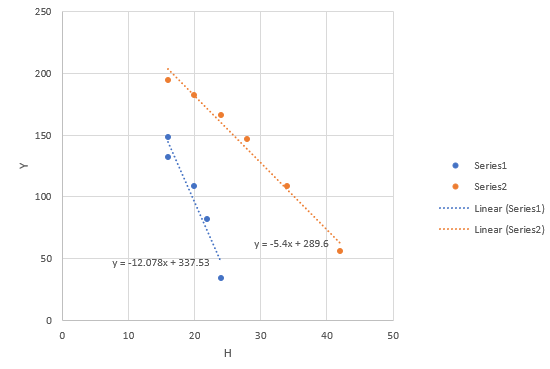 250
200
150
100
50
0
0 10 20 30 40 50
Y
H
y = -12.078x + 337.53
y = -5.4x + 289.6
Series1
Series2
Linear (Series1)
Linear (Series2)